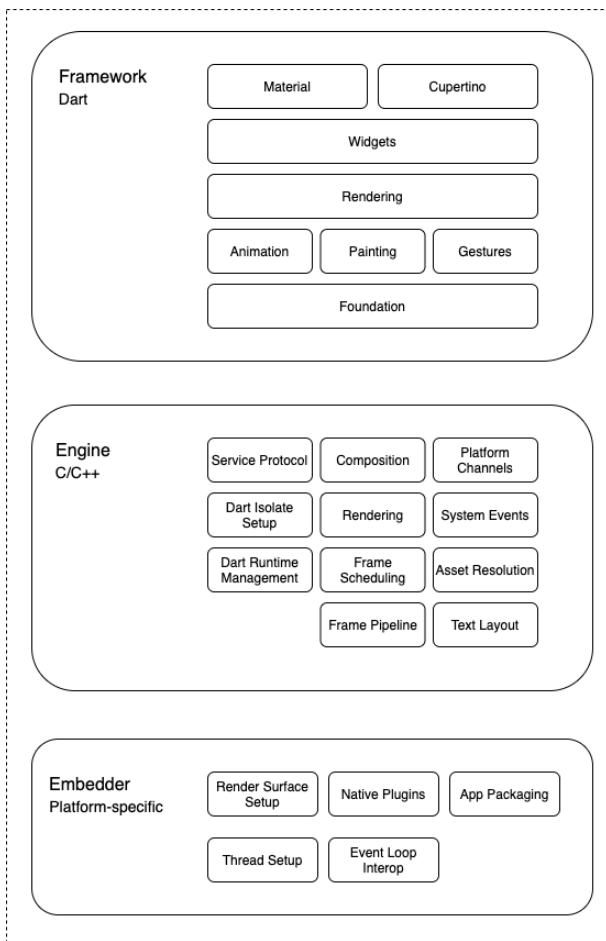 Framework
Dart
Material
Cupertino
Widgets
Rendering
Animation
Painting
Gestures
Foundation
Engine
C/C++
Service Protocol
Composition
Platform
Channels
Dart Isolate
Setup
Rendering
System Events
Dart Runtime
Management
Frame
Scheduling
Asset Resolution
Frame Pipeline
Text Layout
Embedder
Platform-specific
Render Surface
Setup
Native Plugins
App Packaging
Thread Setup
Event Loop
Interop